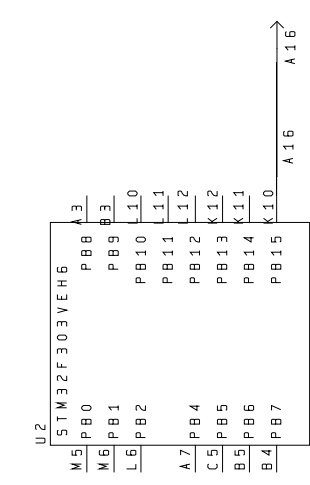 A16
A16
A3
B3
L10
L11
L12
K12
K11
K10
PB8
PB9
PB10
PB11
PB12
PB13
PB14
PB15
U2
STM32F303VEH6
PB0
PB1
PB2
PB4
PB5
PB6
PB7
M5
M6
L6
A7
C5
B5
B4